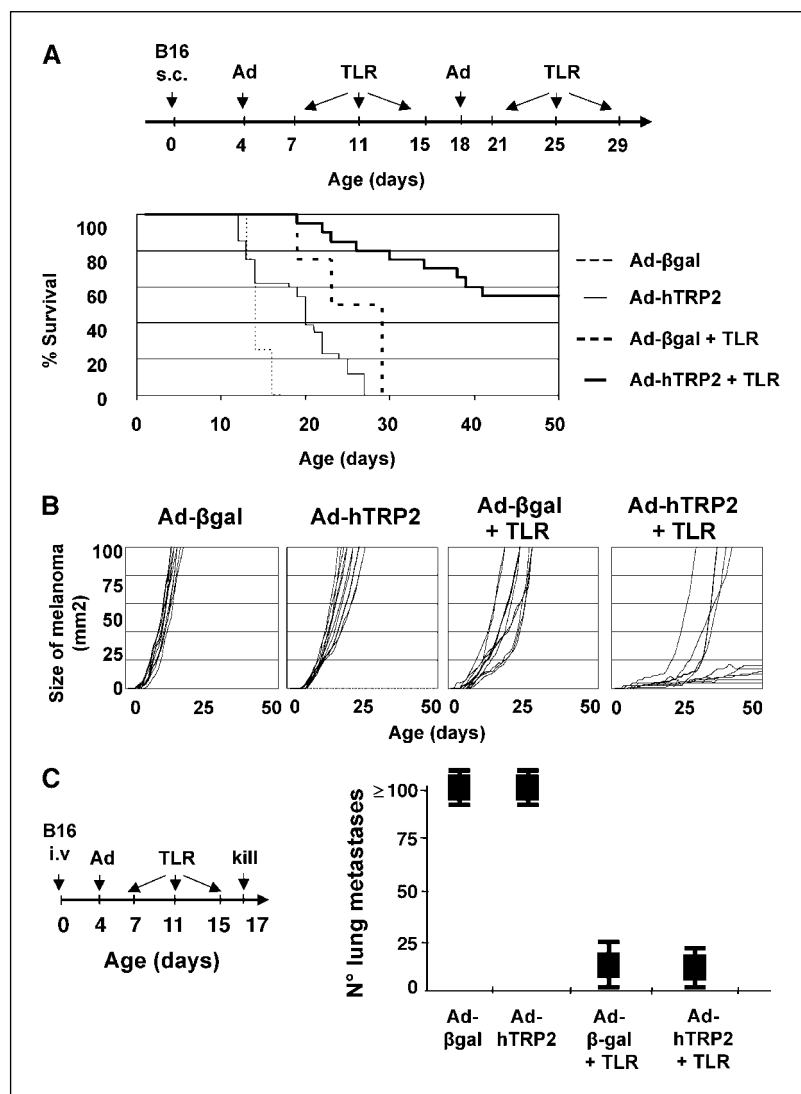 A
B16
s.c.
Ad
TLR
Ad
TLR
0 4 7 11 15 18 21 25 29
Age (days)
% Survival
100
80
60
40
20
0
0 10 20 30 40 50
Age (days)
Ad-βgal
Ad-hTRP2
Ad-βgal + TLR
Ad-hTRP2 + TLR
B
Ad-βgal
Ad-hTRP2
Ad-βgal
+ TLR
Ad-hTRP2
+ TLR
Size of melanoma
(mm2)
100
75
50
25
0
0 25 50 0 25 50 0 25 50 0 25 50
Age (days)
C
B16
i.v
Ad
TLR
kill
0 4 7 11 15 17
Age (days)
N° lung metastases
≥100
75
50
25
0
Ad-
βgal
Ad-
hTRP2
Ad-
β-gal
+ TLR
Ad-
hTRP2
+ TLR